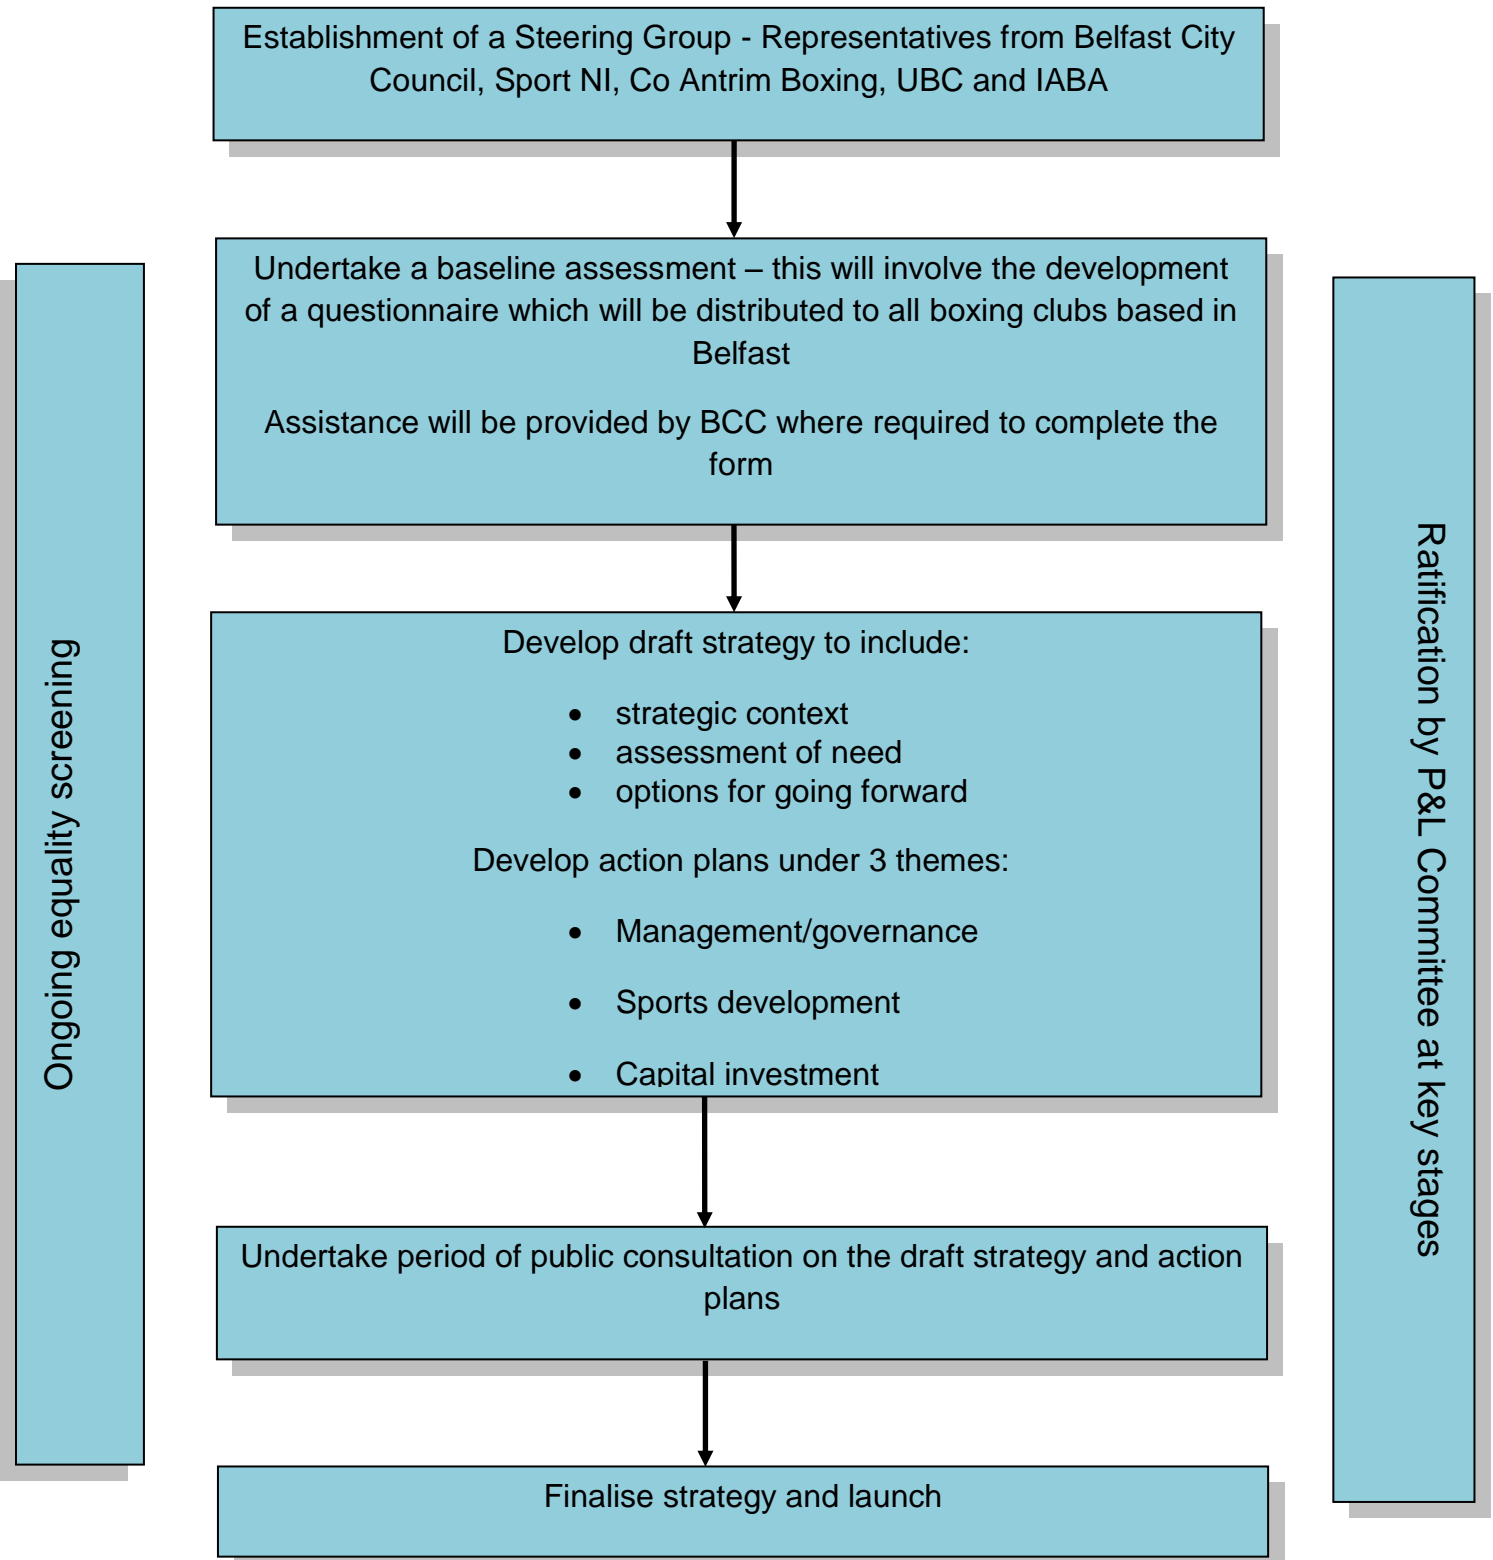 Establishment of a Steering Group - Representatives from Belfast City
Council, Sport NI, Co Antrim Boxing, UBC and IABA
Undertake a baseline assessment – this will involve the development
of a questionnaire which will be distributed to all boxing clubs based in
Belfast
Assistance will be provided by BCC where required to complete the
form
Develop draft strategy to include:
• strategic context
• assessment of need
• options for going forward
Develop action plans under 3 themes:
• Management/governance
• Sports development
• Capital investment
Undertake period of public consultation on the draft strategy and action
plans
Finalise strategy and launch
Ongoing equality screening
Ratification by P&L Committee at key stages